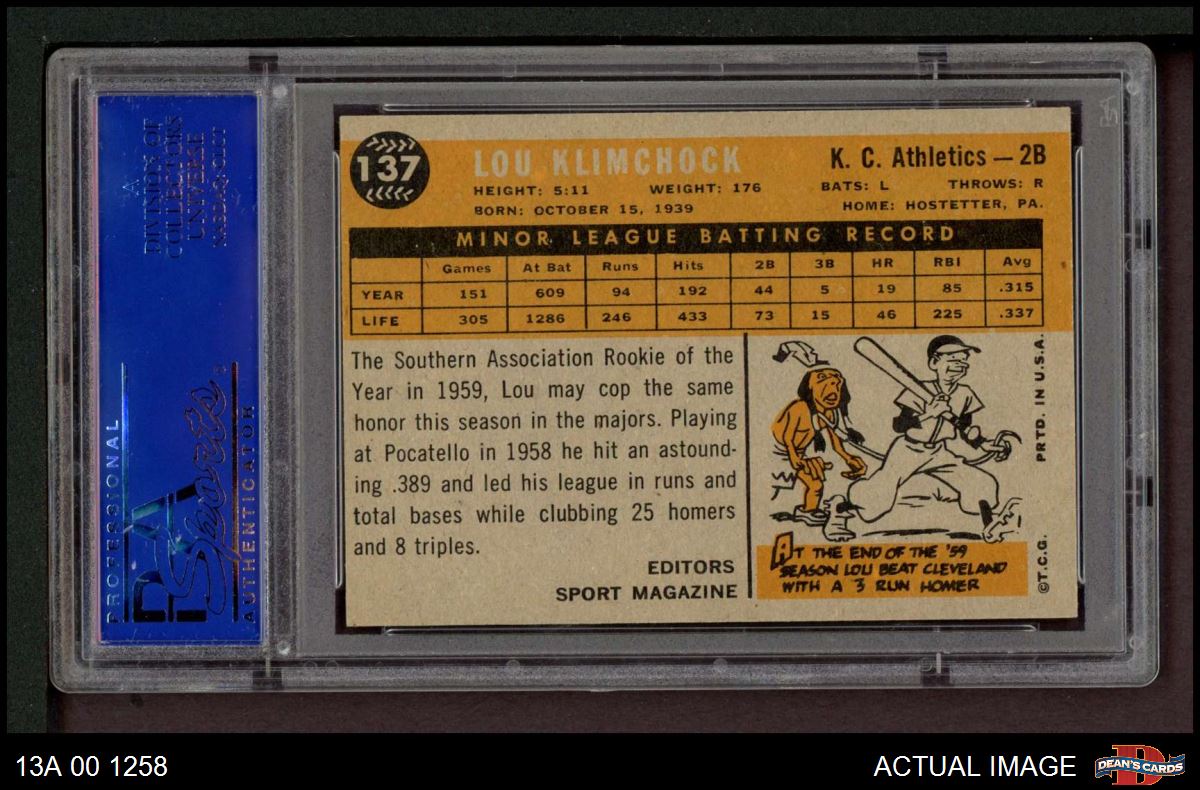 A
DIVISION OF
COLLECTORS
UNIVERSE
NASDAQ: CLCT
PROFESSIONAL
PSA
Sports
AUTHENTICATOR
137
LOU KLIMCHOCK
K. C. Athletics — 2B
HEIGHT: 5:11 WEIGHT: 176 BATS: L THROWS: R
BORN: OCTOBER 15, 1939 HOME: HOSTETTER, PA.
MINOR LEAGUE BATTING RECORD
Games At Bat Runs Hits 2B 3B HR RBI Avg
YEAR 151 609 94 192 44 5 19 85 .315
LIFE 305 1286 246 433 73 15 46 225 .337
The Southern Association Rookie of the
Year in 1959, Lou may cop the same
honor this season in the majors. Playing
at Pocatello in 1958 he hit an astound-
ing .389 and led his league in runs and
total bases while clubbing 25 homers
and 8 triples.
EDITORS
SPORT MAGAZINE
AT THE END OF THE '59
SEASON LOU BEAT CLEVELAND
WITH A 3 RUN HOMER
©T.C.G. PRTD. IN U.S.A.
13A 00 1258
ACTUAL IMAGE
D
DEAN'S CARDS